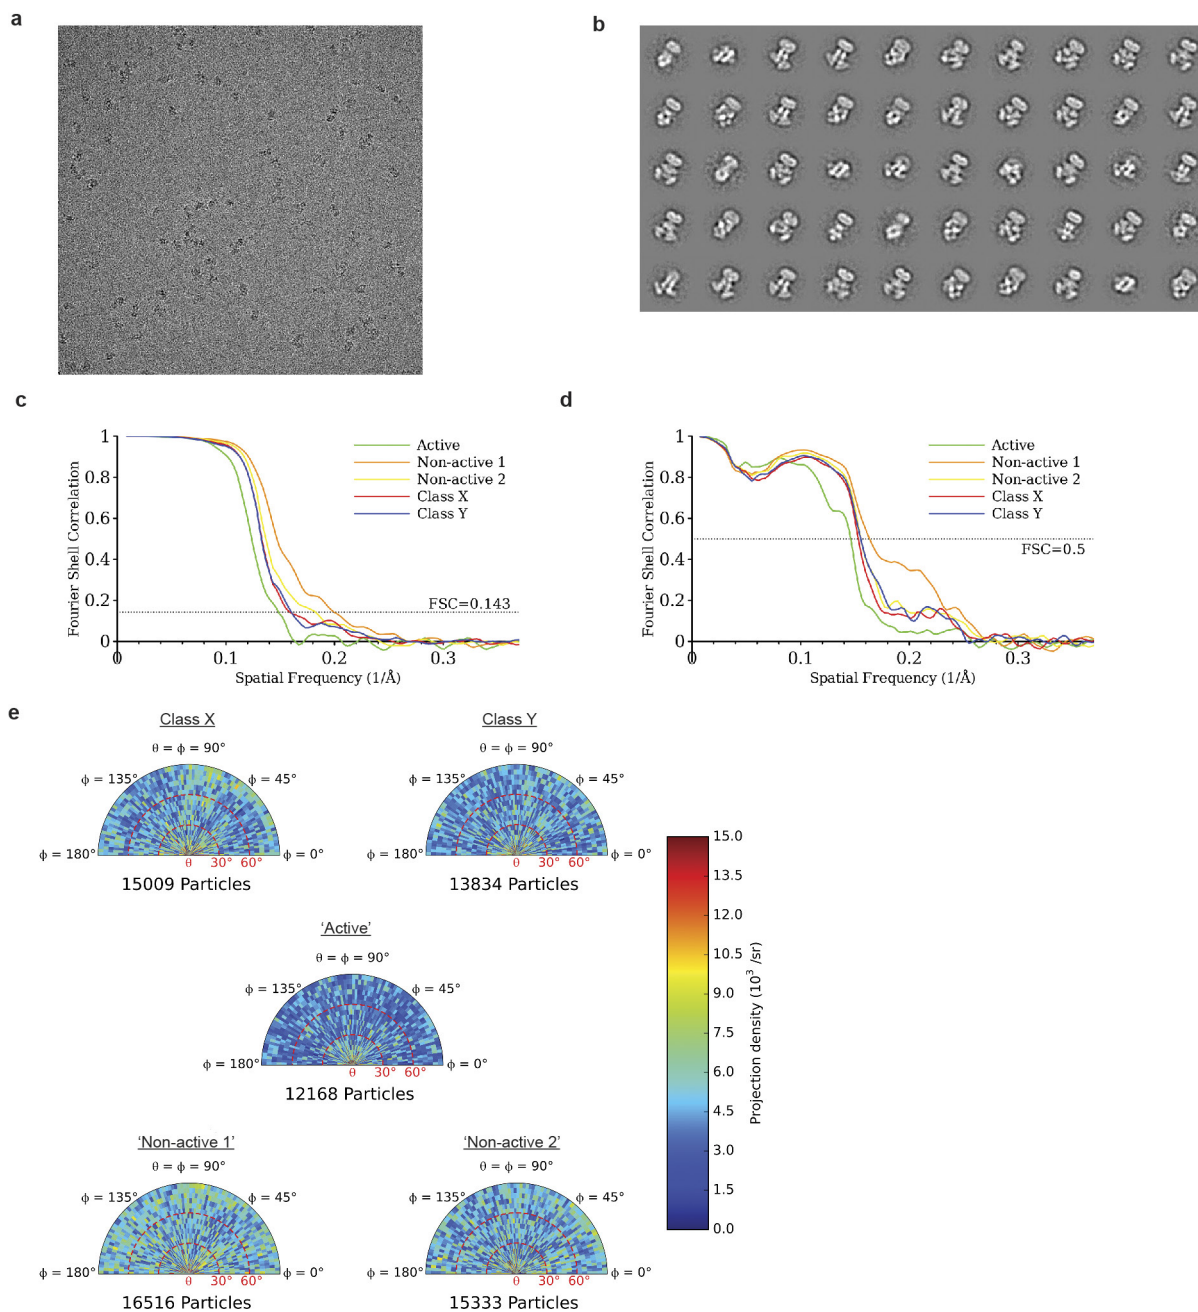 a
b
c
1
0.8
0.6
0.4
0.2
0
0
0.1
0.2
0.3
Fourier Shell Correlation
Spatial Frequency (1/Å)
Active
Non-active 1
Non-active 2
Class X
Class Y
FSC=0.143
d
1
0.8
0.6
0.4
0.2
0
0
0.1
0.2
0.3
Fourier Shell Correlation
Spatial Frequency (1/Å)
Active
Non-active 1
Non-active 2
Class X
Class Y
FSC=0.5
e
Class X
θ = ϕ = 90°
ϕ = 135°
ϕ = 45°
ϕ = 180°
ϕ = 0°
θ 30° 60°
15009 Particles
Class Y
θ = ϕ = 90°
ϕ = 135°
ϕ = 45°
ϕ = 180°
ϕ = 0°
θ 30° 60°
13834 Particles
'Active'
θ = ϕ = 90°
ϕ = 135°
ϕ = 45°
ϕ = 180°
ϕ = 0°
θ 30° 60°
12168 Particles
'Non-active 1'
θ = ϕ = 90°
ϕ = 135°
ϕ = 45°
ϕ = 180°
ϕ = 0°
θ 30° 60°
16516 Particles
'Non-active 2'
θ = ϕ = 90°
ϕ = 135°
ϕ = 45°
ϕ = 180°
ϕ = 0°
θ 30° 60°
15333 Particles
15.0
13.5
12.0
10.5
9.0
7.5
6.0
4.5
3.0
1.5
0.0
Projection density (10³ /sr)